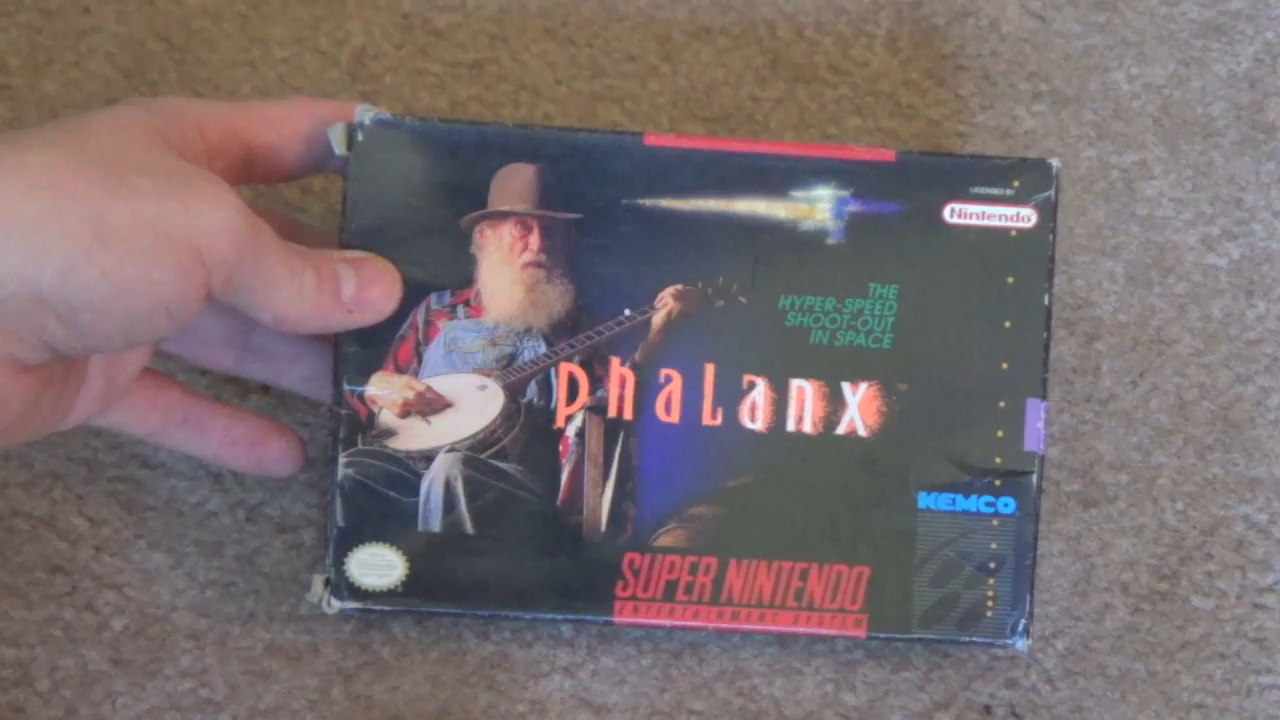 LICENSED BY
Nintendo
THE
HYPER-SPEED
SHOOT-OUT
IN SPACE
phaLanx
KEMCO
SUPER NINTENDO
ENTERTAINMENT SYSTEM